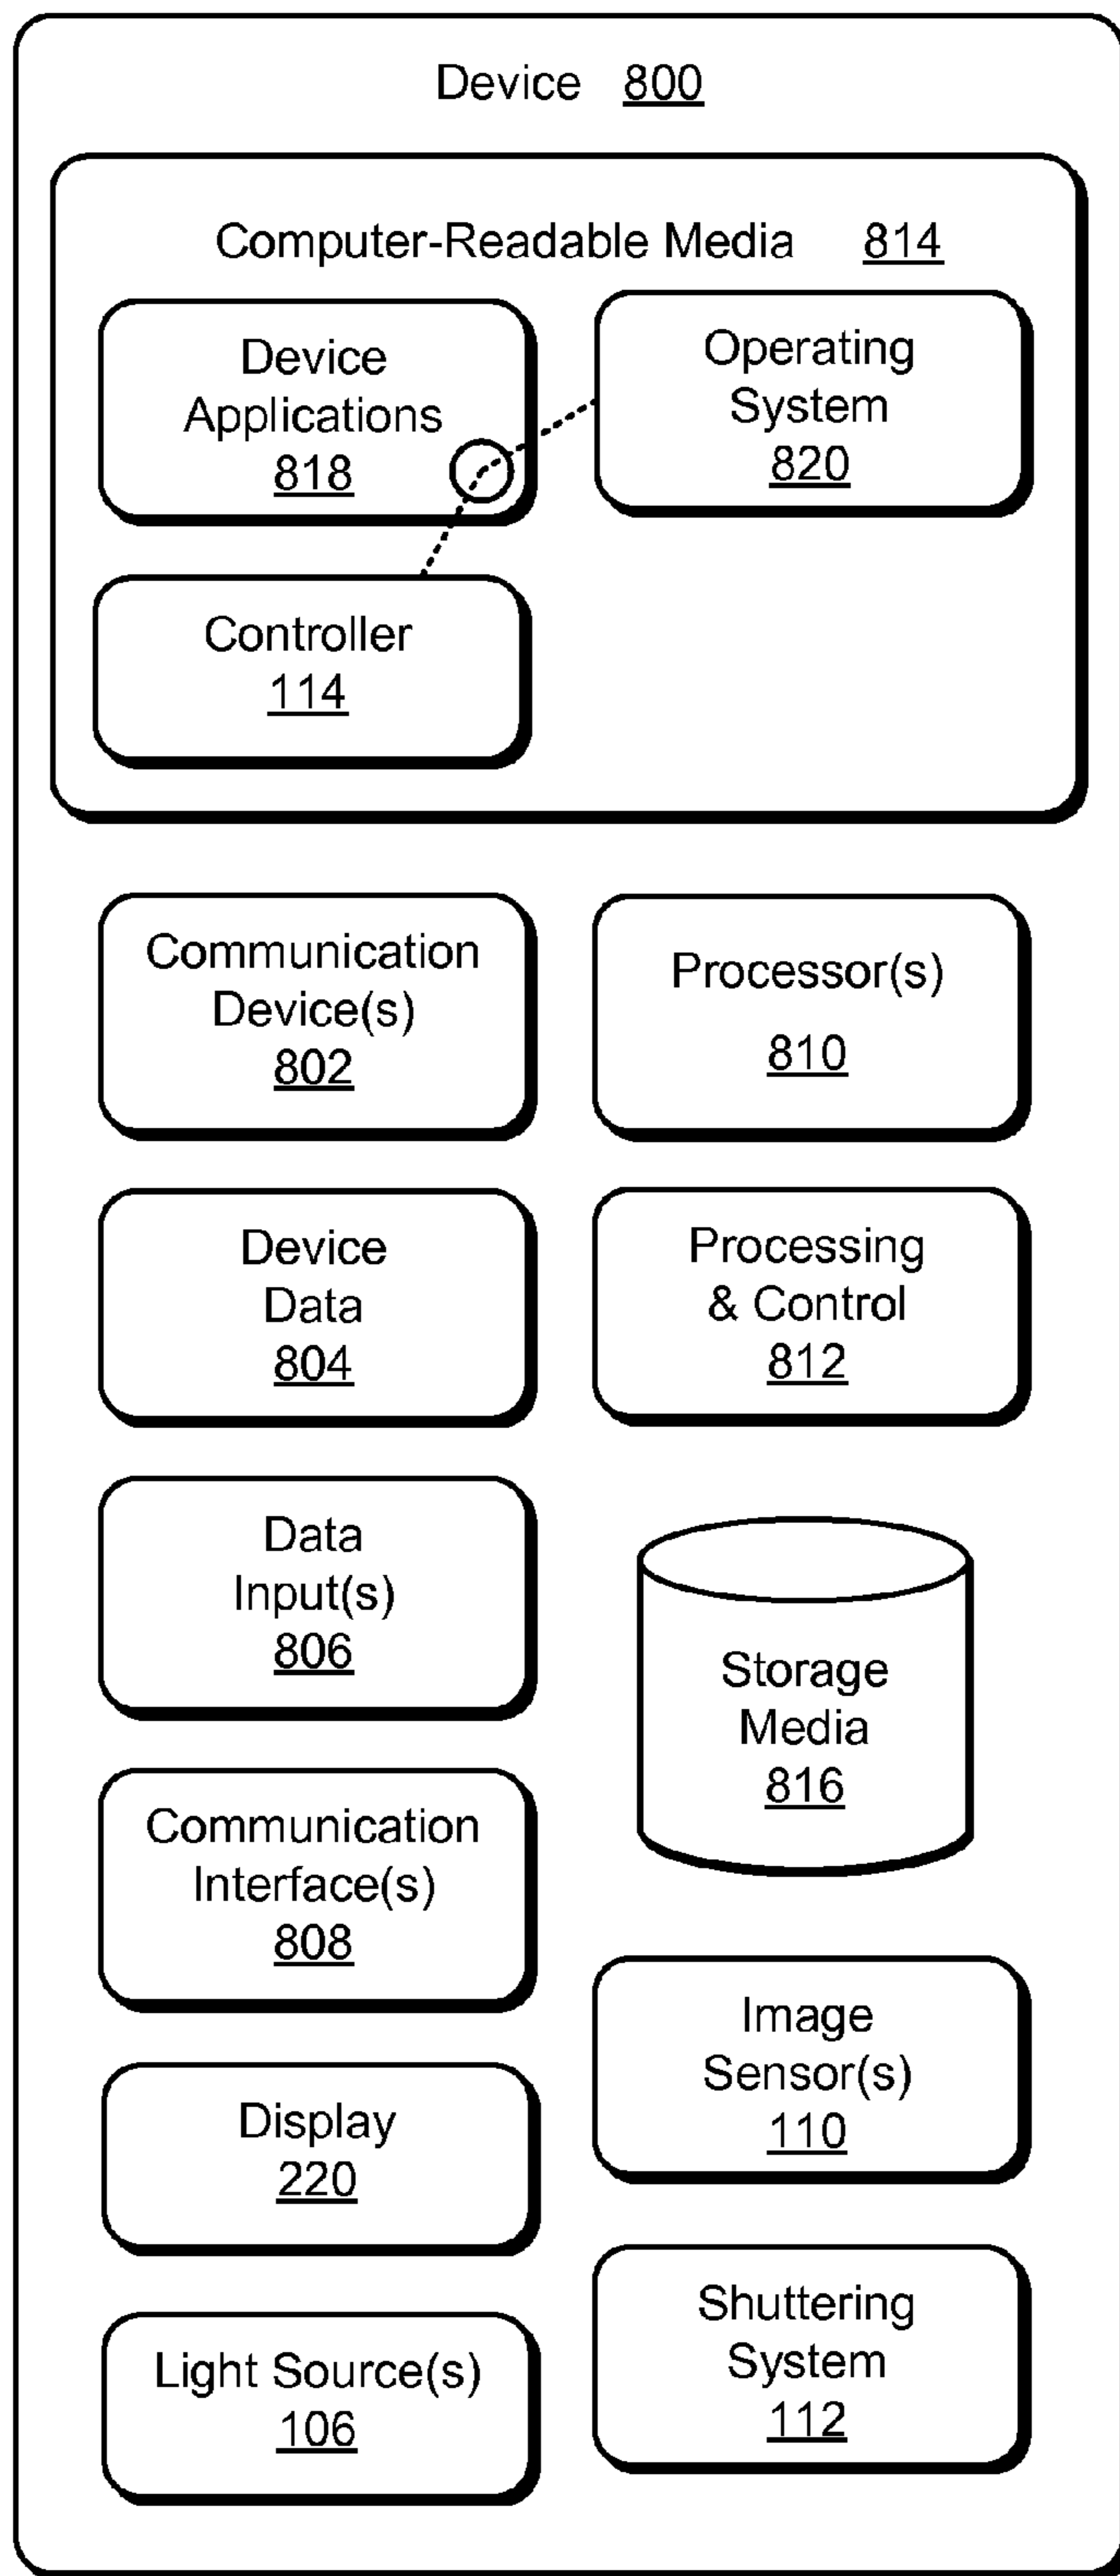 Device 800
Computer-Readable Media 814
Device
Applications
818
Operating
System
820
Controller
114
Communication
Device(s)
802
Processor(s)
810
Device
Data
804
Processing
& Control
812
Data
Input(s)
806
Storage
Media
816
Communication
Interface(s)
808
Image
Sensor(s)
110
Display
220
Shuttering
System
112
Light Source(s)
106